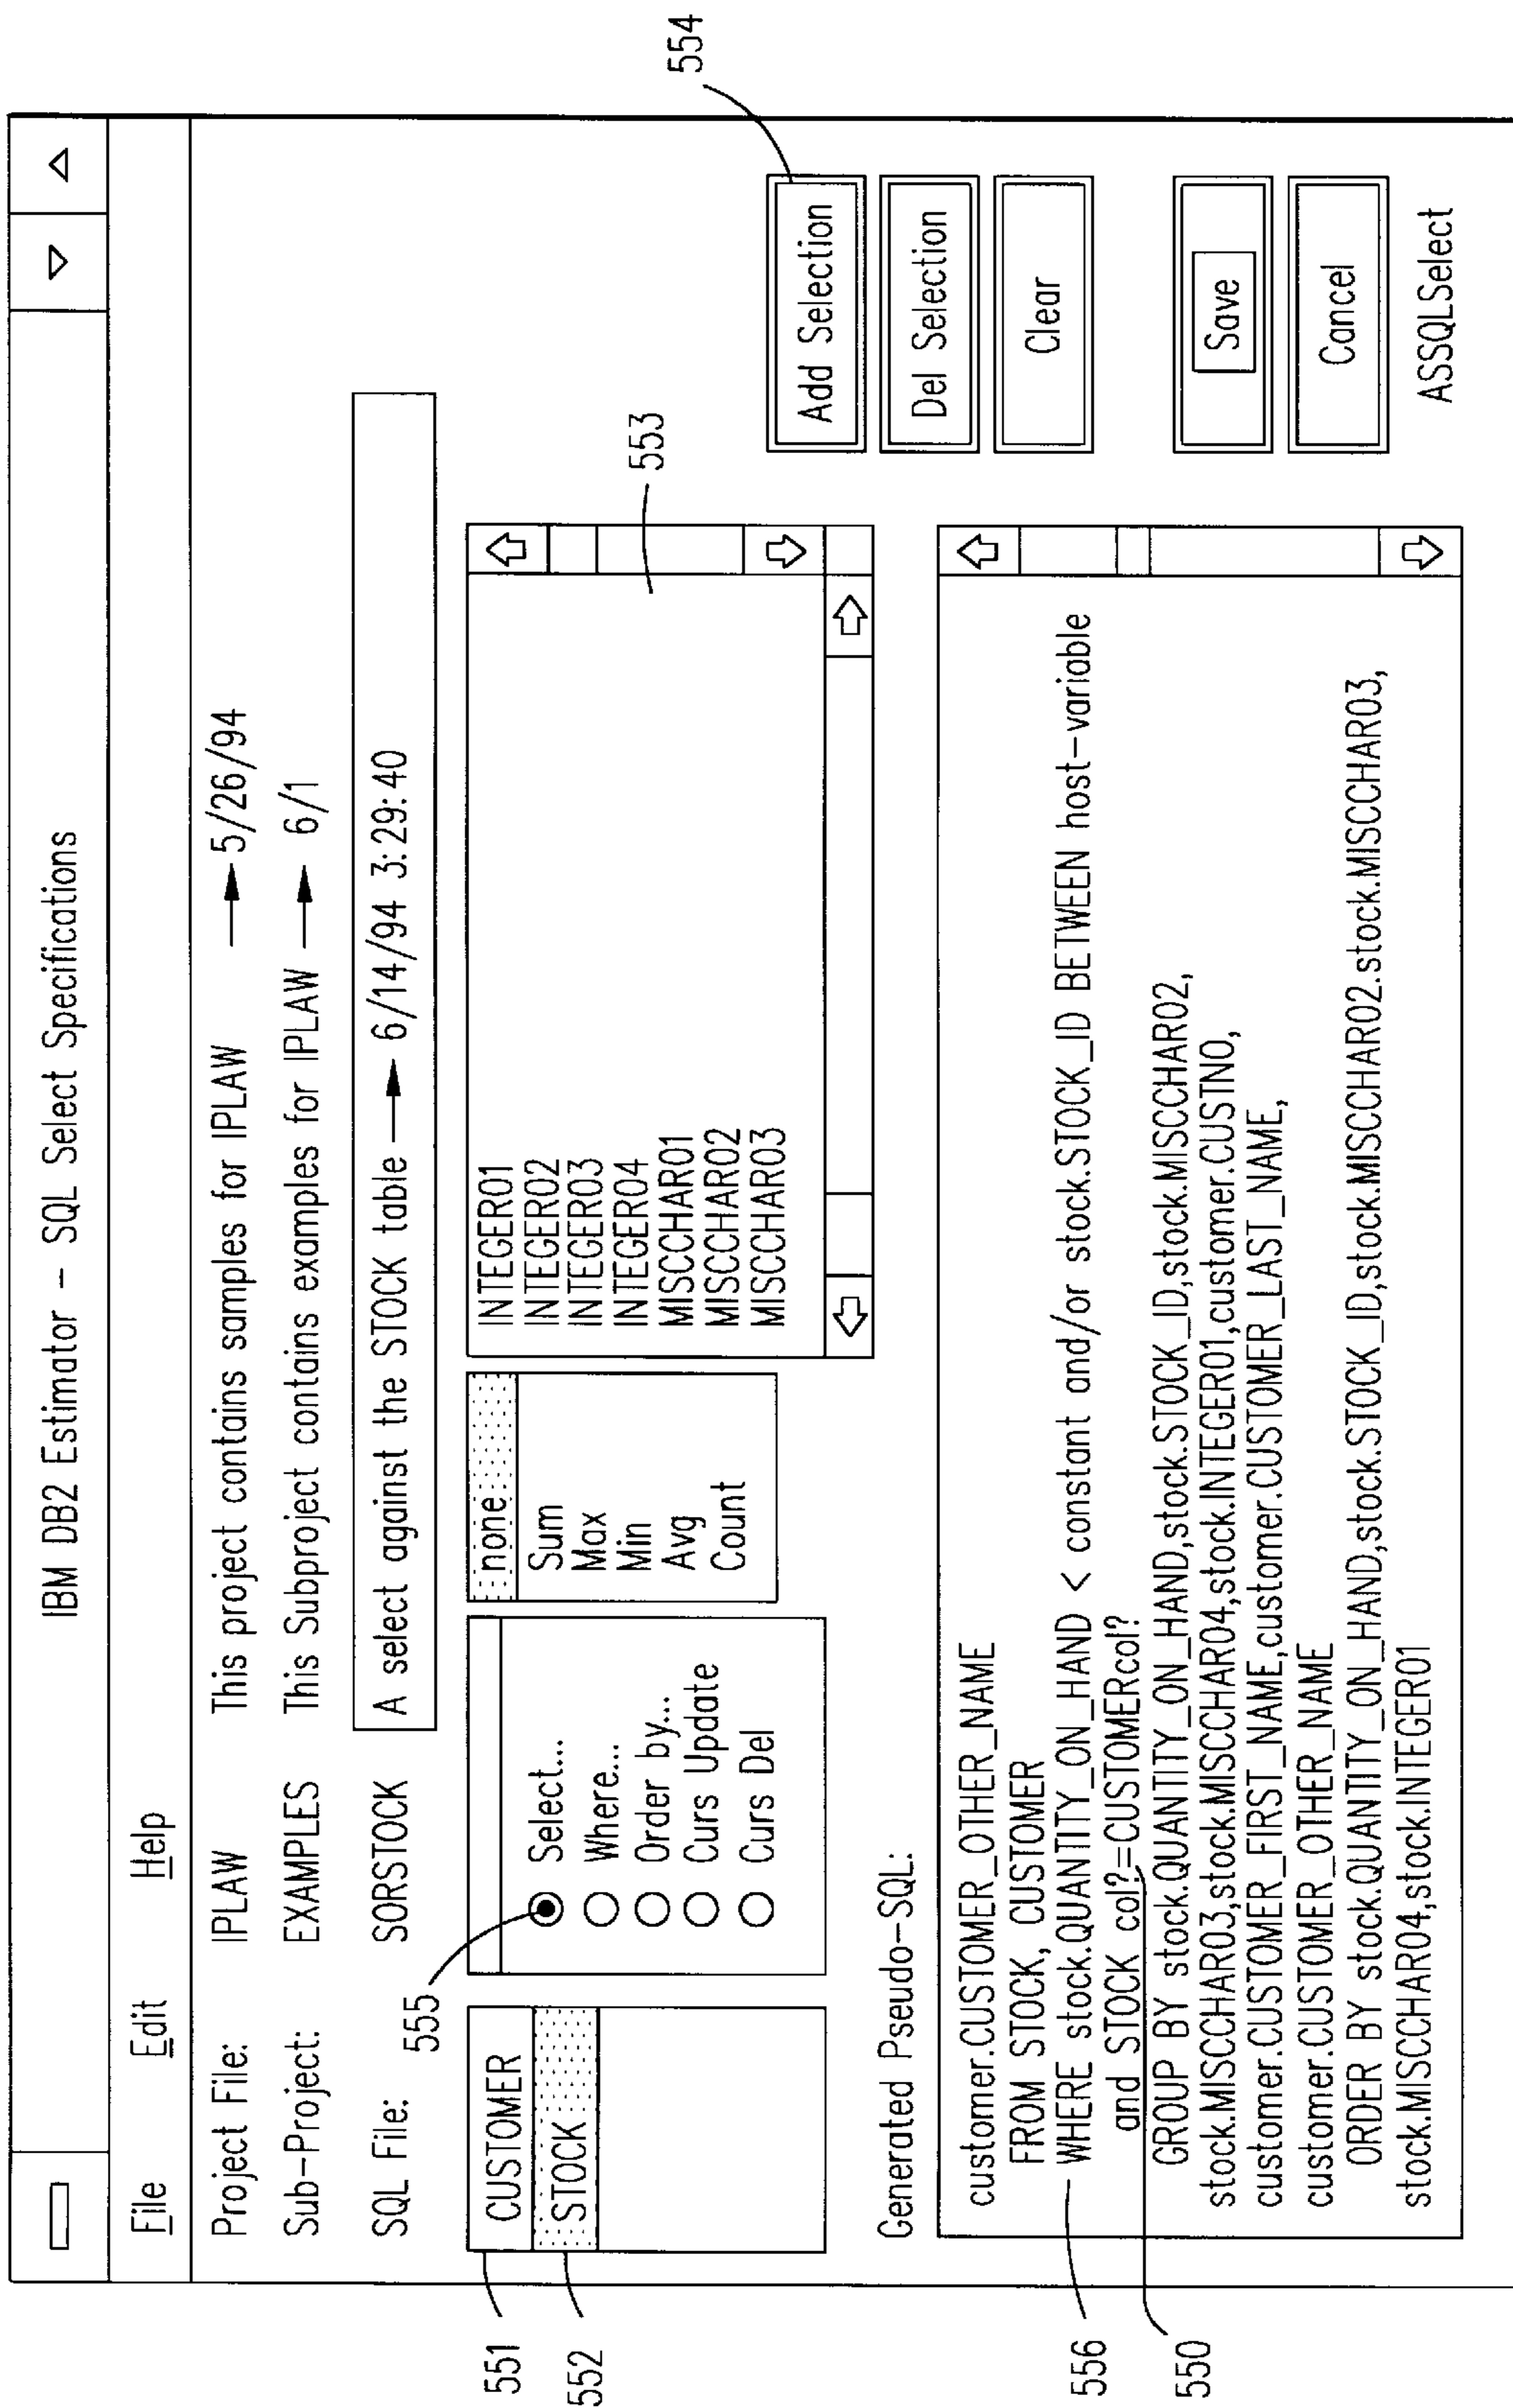 IBM DB2 Estimator – SQL Select Specifications
File Edit Help
Project File: IPLAW This project contains samples for IPLAW → 5/26/94
Sub-Project: EXAMPLES This Subproject contains examples for IPLAW → 6/1
SQL File: SORSTOCK A select against the STOCK table → 6/14/94 3:29:40
555
551
CUSTOMER
552
STOCK
Select...
Where...
Order by...
Curs Update
Curs Del
none
Sum
Max
Min
Avg
Count
INTEGER01
INTEGER02
INTEGER03
INTEGER04
MISCCHAR01
MISCCHAR02
MISCCHAR03
553
554
Add Selection
Del Selection
Clear
Save
Cancel
ASSQLSelect
Generated Pseudo-SQL:
customer.CUSTOMER_OTHER_NAME
FROM STOCK, CUSTOMER
556
WHERE stock.QUANTITY_ON_HAND < constant and/or stock.STOCK_ID BETWEEN host-variable
and STOCK col?=CUSTOMERcol?
550
GROUP BY stock.QUANTITY_ON_HAND,stock.STOCK_ID,stock.MISCCHAR02,
stock.MISCCHAR03,stock.MISCCHAR04,stock.INTEGER01,customer.CUSTNO,
customer.CUSTOMER_FIRST_NAME,customer.CUSTOMER_LAST_NAME,
customer.CUSTOMER_OTHER_NAME
ORDER BY stock.QUANTITY_ON_HAND,stock.STOCK_ID,stock.MISCCHAR02.stock.MISCCHAR03,
stock.MISCCHAR04,stock.INTEGER01